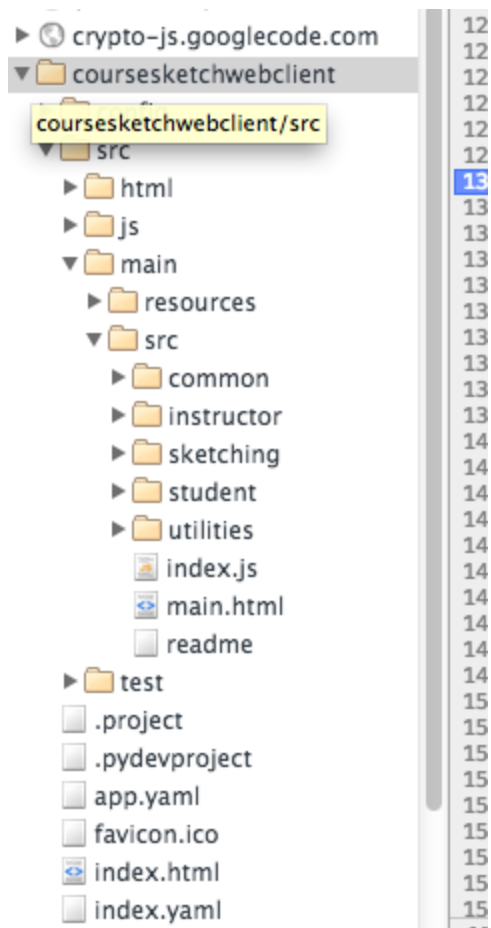 crypto-js.googlecode.com
coursesketchwebclient
coursesketchwebclient/src
src
html
js
main
resources
src
common
instructor
sketching
student
utilities
index.js
main.html
readme
test
.project
.pydevproject
app.yaml
favicon.ico
index.html
index.yaml